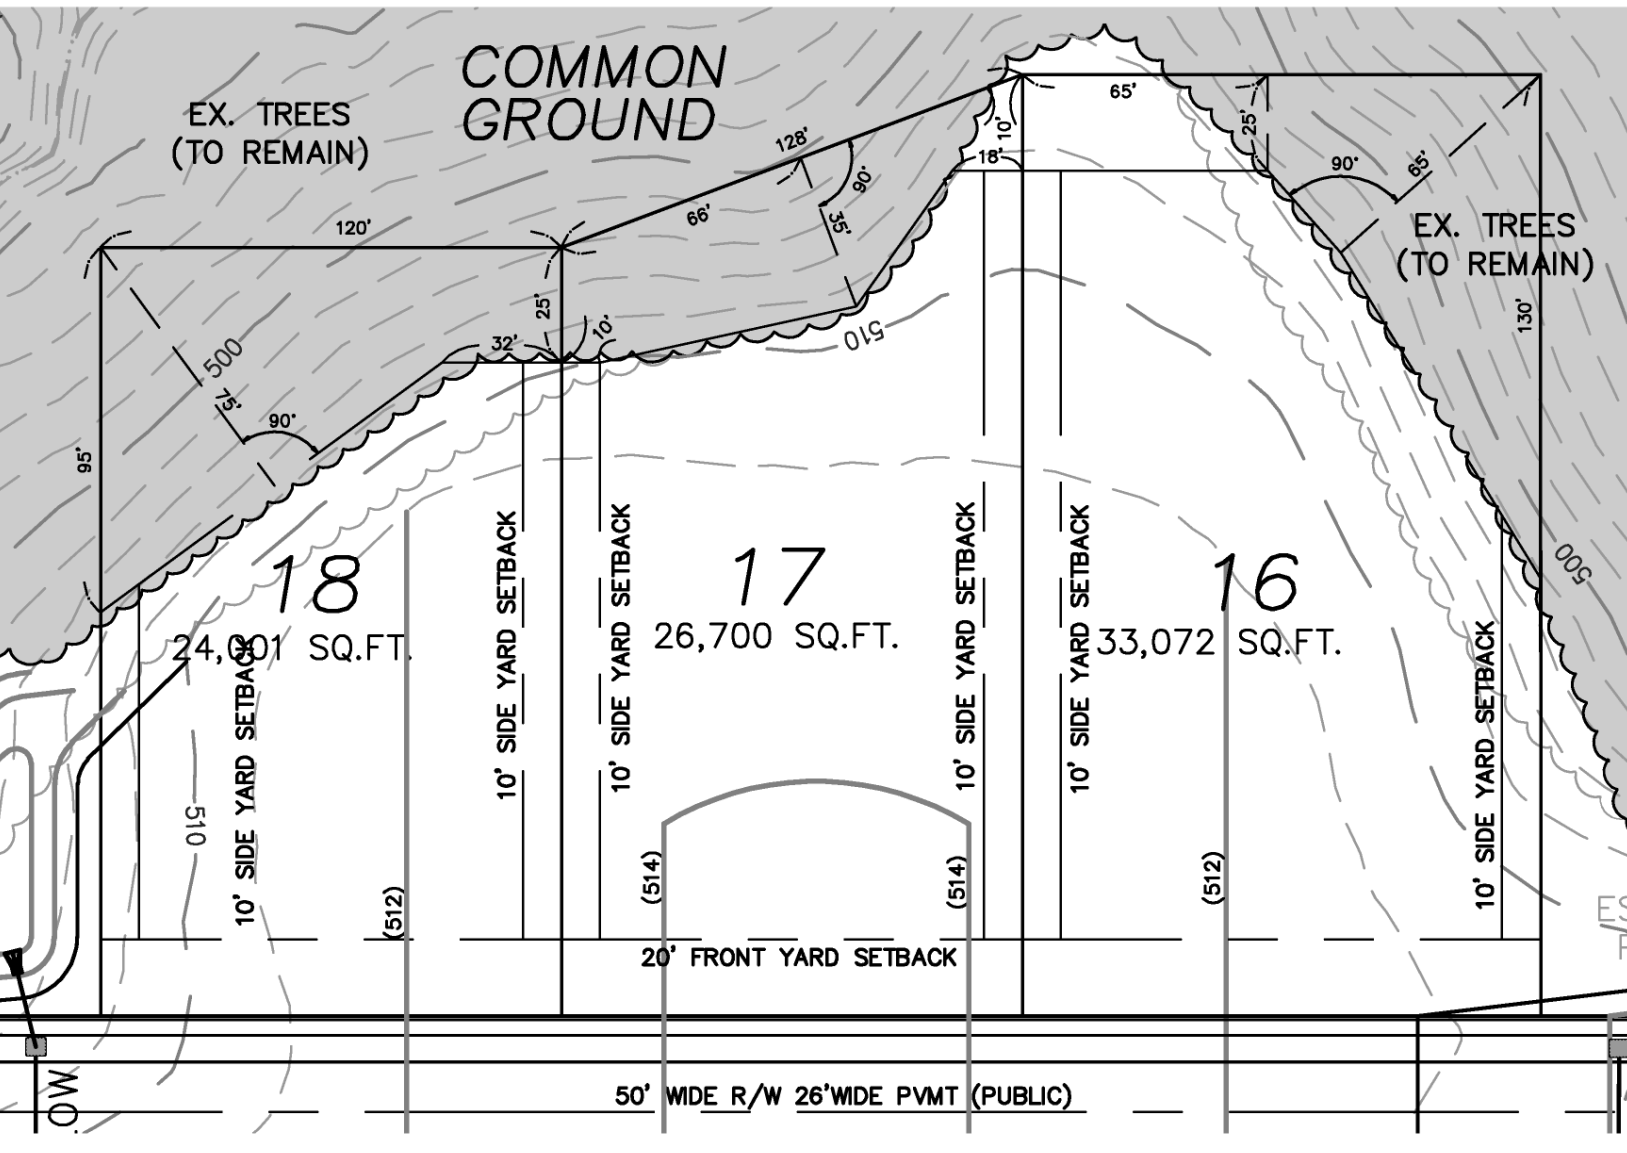 COMMON
GROUND
EX. TREES
(TO REMAIN)
128'
65'
10'
18'
25'
90'
90'
65'
66'
35'
EX. TREES
(TO REMAIN)
120'
25'
10'
32'
130'
510
500
75'
90'
95'
500
18
24,001 SQ.FT.
17
26,700 SQ.FT.
16
33,072 SQ.FT.
10' SIDE YARD SETBACK
10' SIDE YARD SETBACK
10' SIDE YARD SETBACK
10' SIDE YARD SETBACK
10' SIDE YARD SETBACK
10' SIDE YARD SETBACK
510
(512)
(514)
(514)
(512)
ES
20' FRONT YARD SETBACK
50' WIDE R/W 26'WIDE PVMT (PUBLIC)
OW